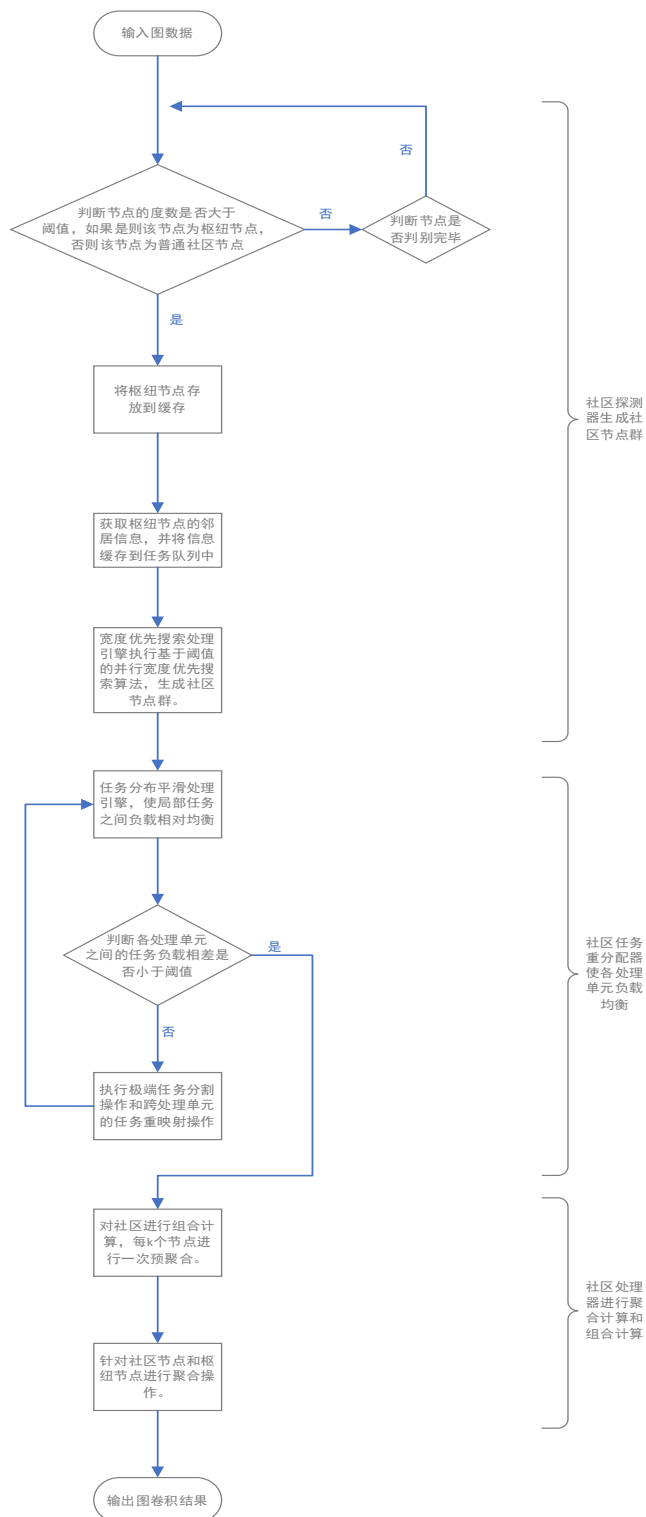 输入图数据
否
判断节点的度数是否大于
阈值，如果是则该节点为枢纽节点，
否则该节点为普通社区节点
否
判断节点是
否判别完毕
是
将枢纽节点存
放到缓存
社区探测
器生成社
区节点群
获取枢纽节点的邻
居信息，并将信息
缓存到任务队列中
宽度优先搜索处理
引擎执行基于阈值
的并行宽度优先搜
索算法，生成社区
节点群。
任务分布平滑处理
引擎，使局部任务
之间负载相对均衡
判断各处理单元
之间的任务负载相差是
否小于阈值
是
社区任务
重分配器
使各处理
单元负载
均衡
否
执行极端任务分割
操作和跨处理单元
的任务重映射操作
对社区进行组合计
算，每k个节点进
行一次预聚合。
社区处理
器进行聚
合计算和
组合计算
针对社区节点和枢
纽节点进行聚合操
作。
输出图卷积结果